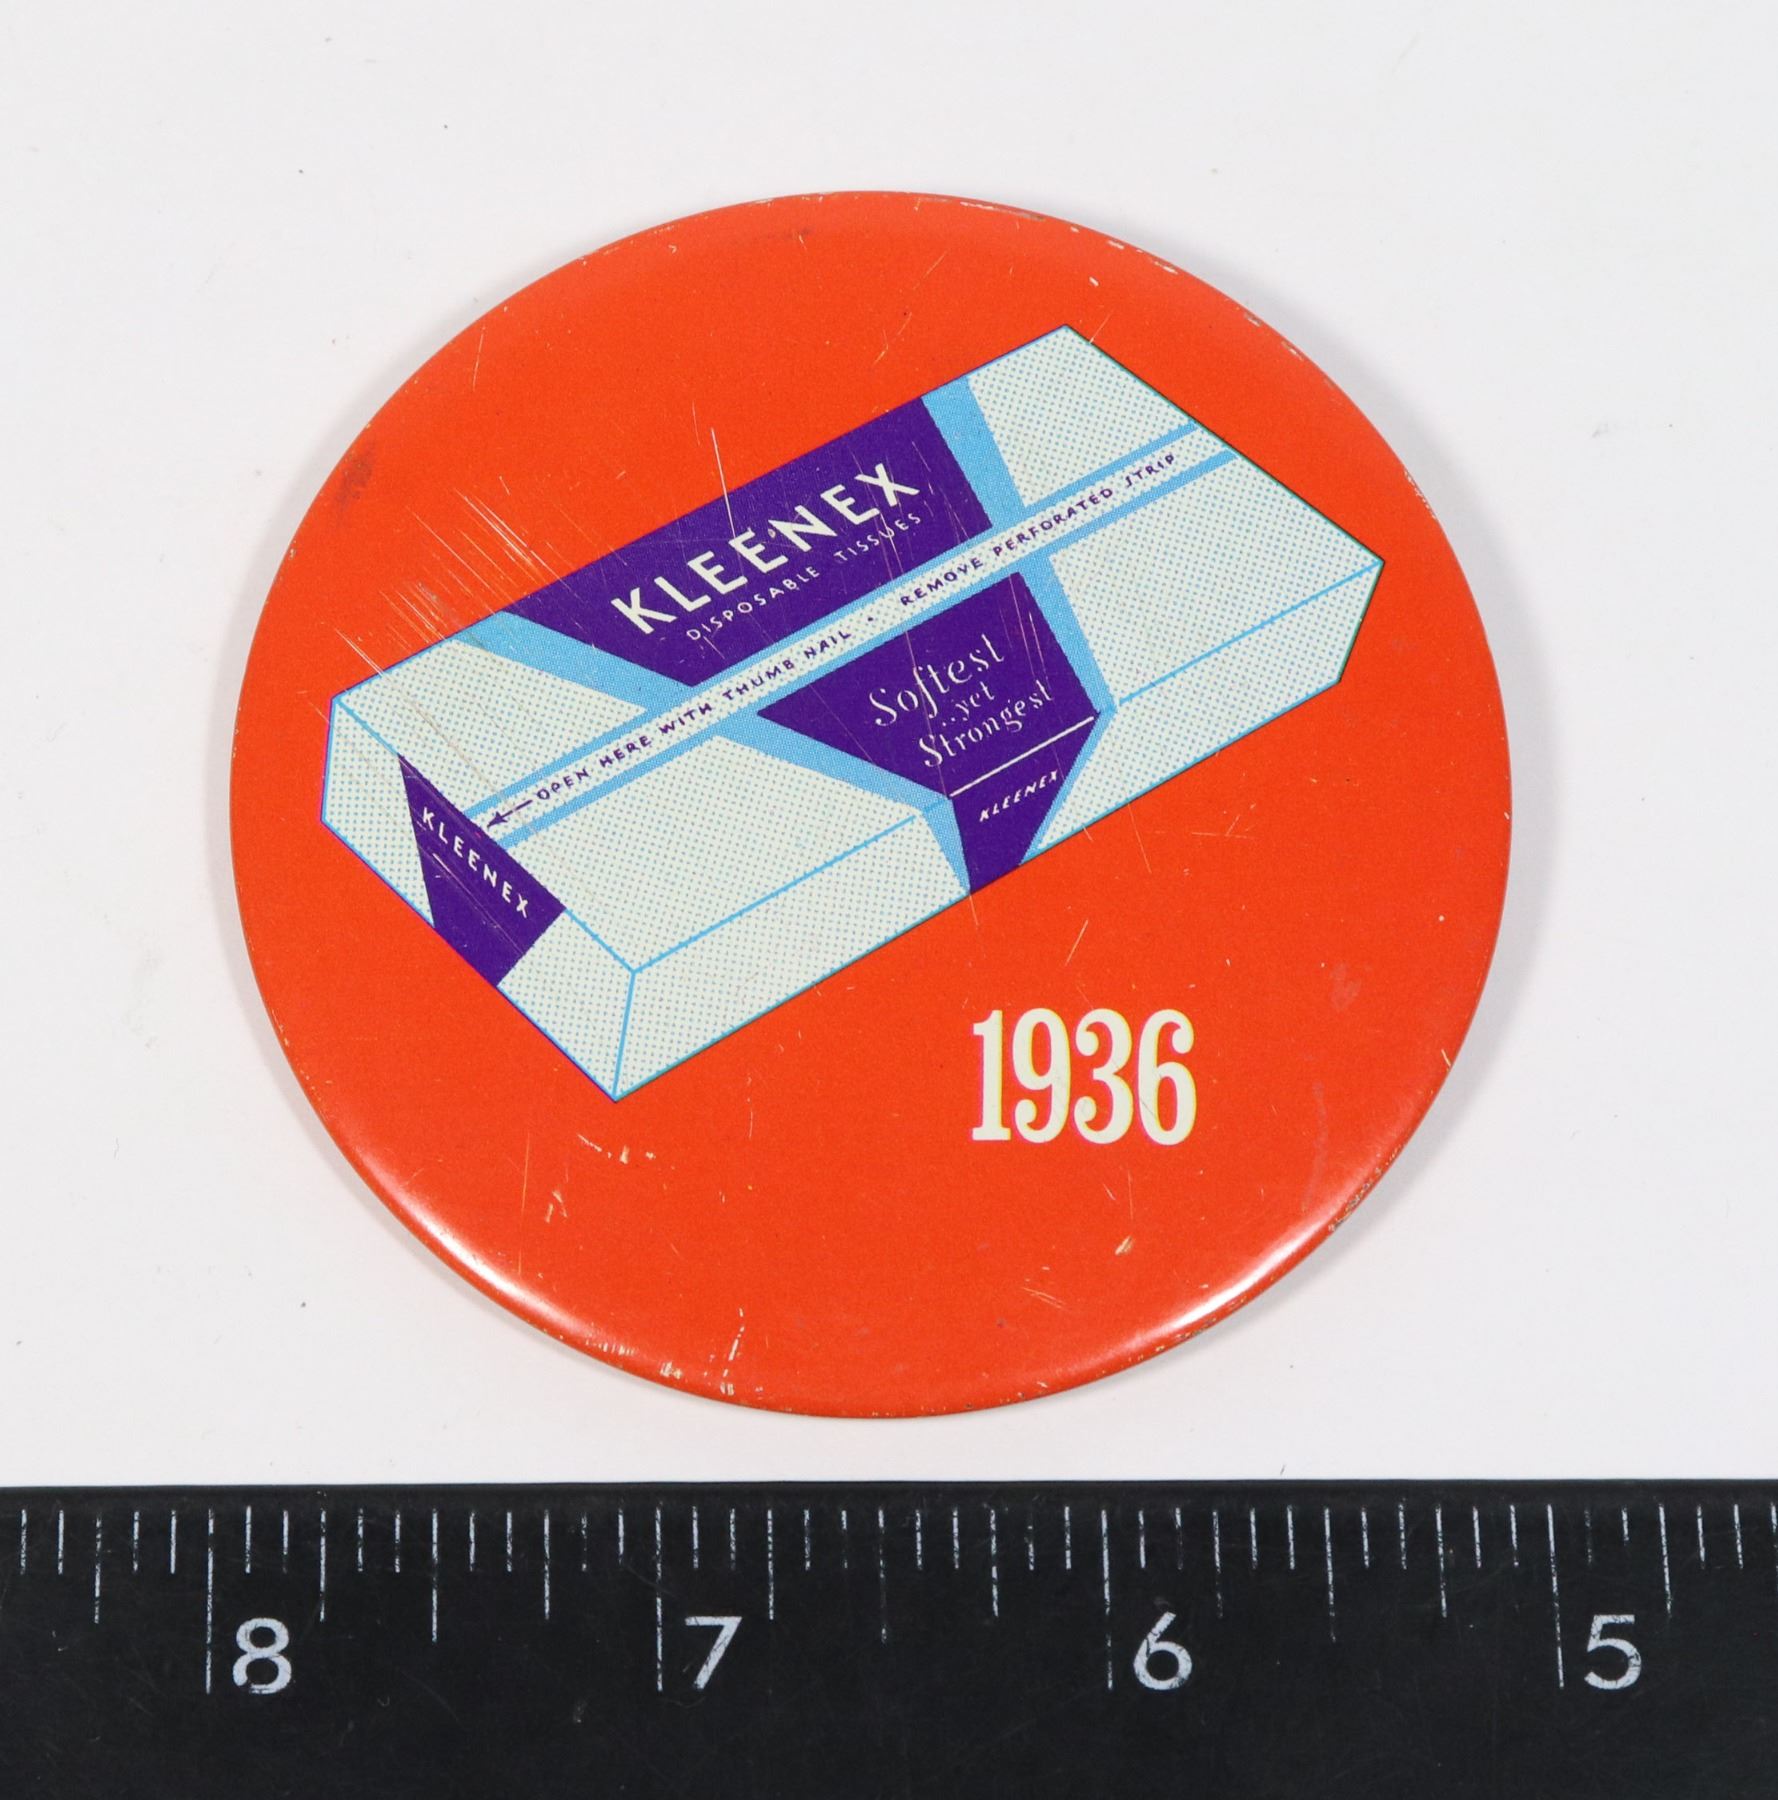 KLEENEX
DISPOSABLE TISSUES
OPEN HERE WITH THUMB NAIL • REMOVE PERFORATED STRIP
Softest
..yet
Strongest
KLEENEX
KLEENEX
1936
8 7 6 5